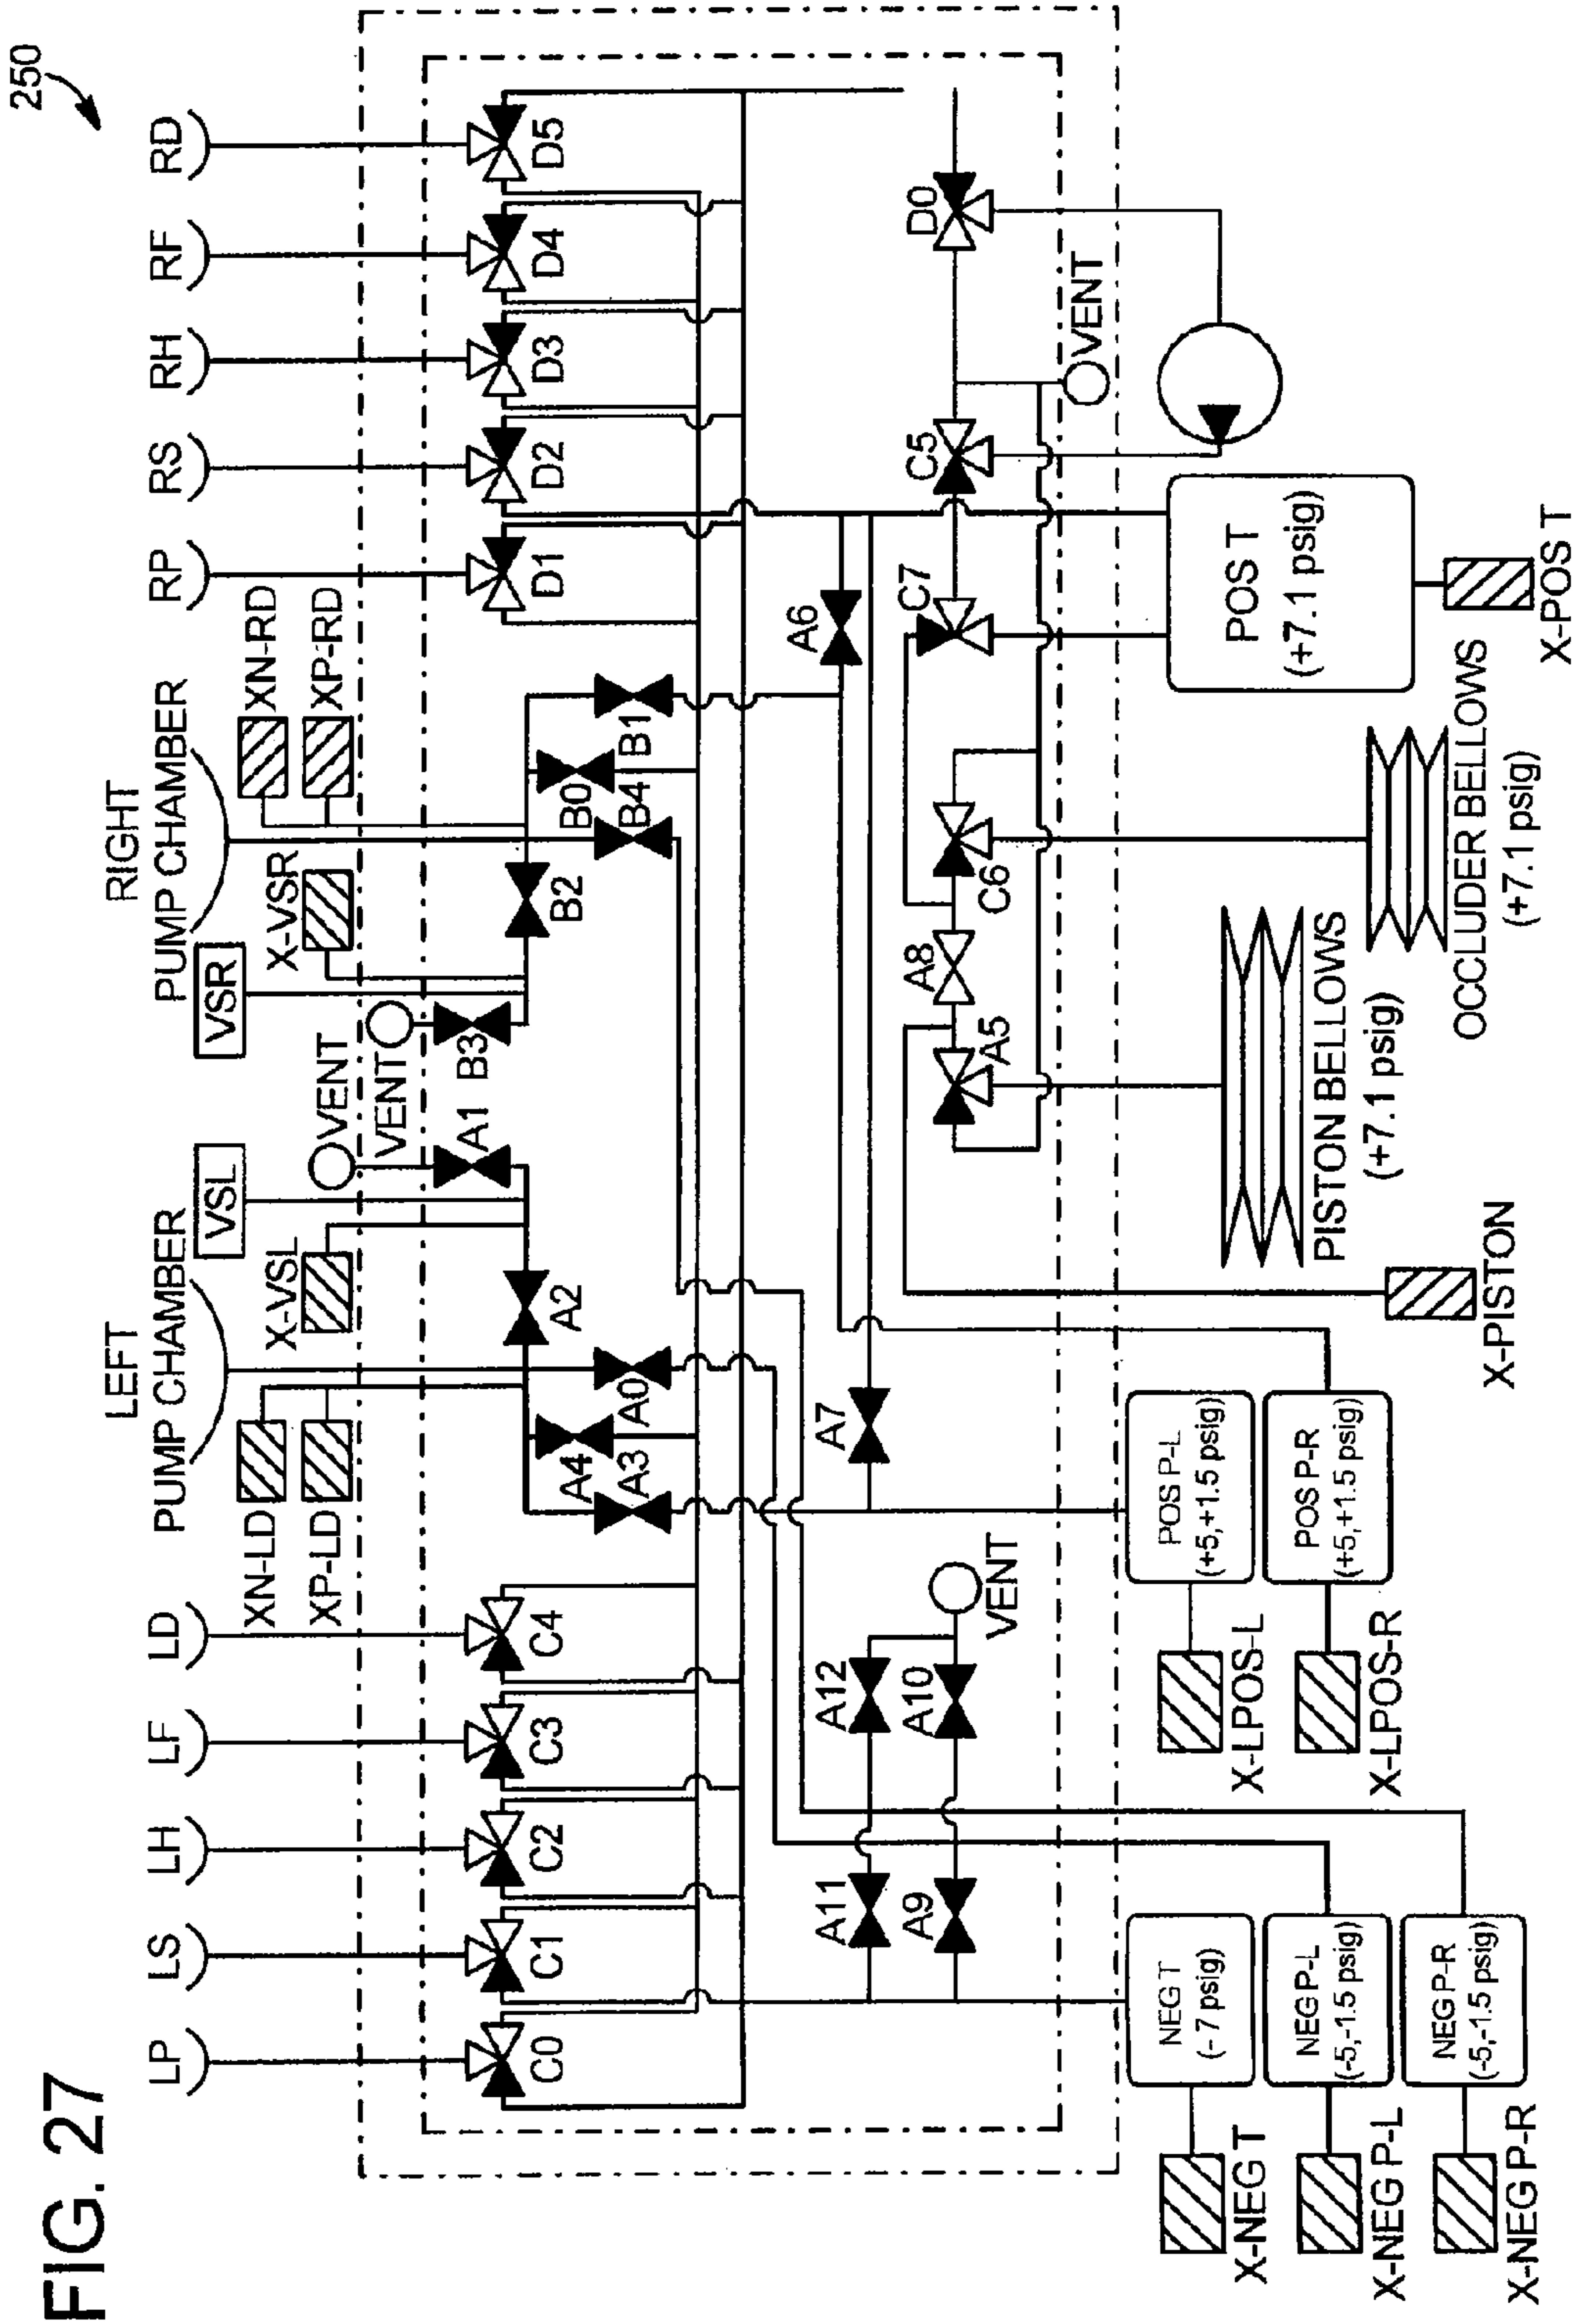 FIG. 27
250
LP
LS
LH
LF
LD
LEFT
PUMP CHAMBER
XN-LD
XP-LD
X-VSL
VSL
VENT
VENT
VSR
X-VSR
RIGHT
PUMP CHAMBER
XN-RD
XP-RD
RP
RS
RH
RF
RD
C0
C1
C2
C3
C4
A4
A3
A0
A2
A1
B3
B2
B0
B4
B1
D1
D2
D3
D4
D5
A11
A12
A9
A10
VENT
A7
A6
A5
A8
C6
C7
C5
D0
VENT
NEG T
(- 7 psig)
NEG P-L
(-5,-1.5 psig)
NEG P-R
(-5,-1.5 psig)
X-NEG T
X-NEG P-L
X-NEG P-R
POS P-L
(+5,+1.5 psig)
POS P-R
(+5,+1.5 psig)
X-LPOS-L
X-LPOS-R
X-PISTON
PISTON BELLOWS
(+7.1 psig)
OCCLUDER BELLOWS
(+7.1 psig)
POS T
(+7.1 psig)
X-POS T